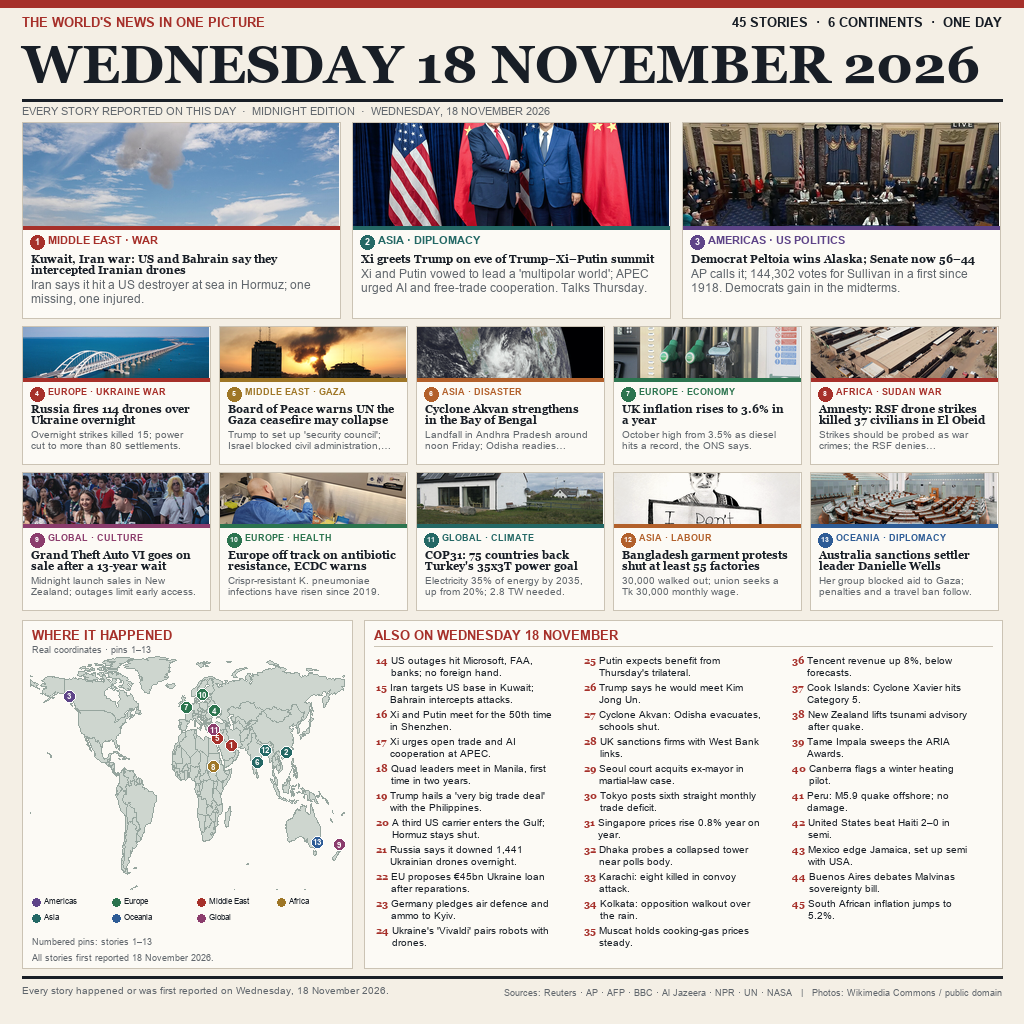 THE WORLD'S NEWS IN ONE PICTURE
45 STORIES · 6 CONTINENTS · ONE DAY
WEDNESDAY 18 NOVEMBER 2026
EVERY STORY REPORTED ON THIS DAY · MIDNIGHT EDITION · WEDNESDAY, 18 NOVEMBER 2026
1 MIDDLE EAST · WAR
Kuwait, Iran war: US and Bahrain say they
intercepted Iranian drones
Iran says it hit a US destroyer at sea in Hormuz; one
missing, one injured.
2 ASIA · DIPLOMACY
Xi greets Trump on eve of Trump–Xi–Putin summit
Xi and Putin vowed to lead a 'multipolar world'; APEC
urged AI and free-trade cooperation. Talks Thursday.
LIVE
3 AMERICAS · US POLITICS
Democrat Peltoia wins Alaska; Senate now 56–44
AP calls it; 144,302 votes for Sullivan in a first since
1918. Democrats gain in the midterms.
4 EUROPE · UKRAINE WAR
Russia fires 114 drones over
Ukraine overnight
Overnight strikes killed 15; power
cut to more than 80 settlements.
5 MIDDLE EAST · GAZA
Board of Peace warns UN the
Gaza ceasefire may collapse
Trump to set up 'security council';
Israel blocked civil administration,...
6 ASIA · DISASTER
Cyclone Akvan strengthens
in the Bay of Bengal
Landfall in Andhra Pradesh around
noon Friday; Odisha readies...
7 EUROPE · ECONOMY
UK inflation rises to 3.6% in
a year
October high from 3.5% as diesel
hits a record, the ONS says.
8 AFRICA · SUDAN WAR
Amnesty: RSF drone strikes
killed 37 civilians in El Obeid
Strikes should be probed as war
crimes; the RSF denies...
9 GLOBAL · CULTURE
Grand Theft Auto VI goes on
sale after a 13-year wait
Midnight launch sales in New
Zealand; outages limit early access.
10 EUROPE · HEALTH
Europe off track on antibiotic
resistance, ECDC warns
Crispr-resistant K. pneumoniae
infections have risen since 2019.
11 GLOBAL · CLIMATE
COP31: 75 countries back
Turkey's 35x3T power goal
Electricity 35% of energy by 2035,
up from 20%; 2.8 TW needed.
I Don't
12 ASIA · LABOUR
Bangladesh garment protests
shut at least 55 factories
30,000 walked out; union seeks a
Tk 30,000 monthly wage.
13 OCEANIA · DIPLOMACY
Australia sanctions settler
leader Danielle Wells
Her group blocked aid to Gaza;
penalties and a travel ban follow.
WHERE IT HAPPENED
Real coordinates · pins 1–13
3
10
7
4
11
5
1
12
2
6
8
13
9
Americas
Europe
Middle East
Africa
Asia
Oceania
Global
Numbered pins: stories 1–13
All stories first reported 18 November 2026.
ALSO ON WEDNESDAY 18 NOVEMBER
14 US outages hit Microsoft, FAA,
banks; no foreign hand.
15 Iran targets US base in Kuwait;
Bahrain intercepts attacks.
16 Xi and Putin meet for the 50th time
in Shenzhen.
17 Xi urges open trade and AI
cooperation at APEC.
18 Quad leaders meet in Manila, first
time in two years.
19 Trump hails a 'very big trade deal'
with the Philippines.
20 A third US carrier enters the Gulf;
Hormuz stays shut.
21 Russia says it downed 1,441
Ukrainian drones overnight.
22 EU proposes €45bn Ukraine loan
after reparations.
23 Germany pledges air defence and
ammo to Kyiv.
24 Ukraine's 'Vivaldi' pairs robots with
drones.
25 Putin expects benefit from
Thursday's trilateral.
26 Trump says he would meet Kim
Jong Un.
27 Cyclone Akvan: Odisha evacuates,
schools shut.
28 UK sanctions firms with West Bank
links.
29 Seoul court acquits ex-mayor in
martial-law case.
30 Tokyo posts sixth straight monthly
trade deficit.
31 Singapore prices rise 0.8% year on
year.
32 Dhaka probes a collapsed tower
near polls body.
33 Karachi: eight killed in convoy
attack.
34 Kolkata: opposition walkout over
the rain.
35 Muscat holds cooking-gas prices
steady.
36 Tencent revenue up 8%, below
forecasts.
37 Cook Islands: Cyclone Xavier hits
Category 5.
38 New Zealand lifts tsunami advisory
after quake.
39 Tame Impala sweeps the ARIA
Awards.
40 Canberra flags a winter heating
pilot.
41 Peru: M5.9 quake offshore; no
damage.
42 United States beat Haiti 2–0 in
semi.
43 Mexico edge Jamaica, set up semi
with USA.
44 Buenos Aires debates Malvinas
sovereignty bill.
45 South African inflation jumps to
5.2%.
Every story happened or was first reported on Wednesday, 18 November 2026.
Sources: Reuters · AP · AFP · BBC · Al Jazeera · NPR · UN · NASA | Photos: Wikimedia Commons / public domain